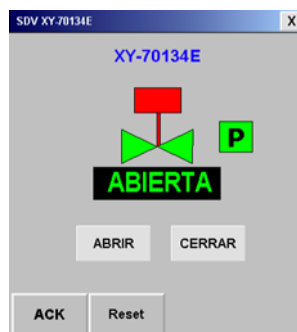 SDV XY-70134E X
XY-70134E
P
ABIERTA
ABRIR CERRAR
ACK Reset